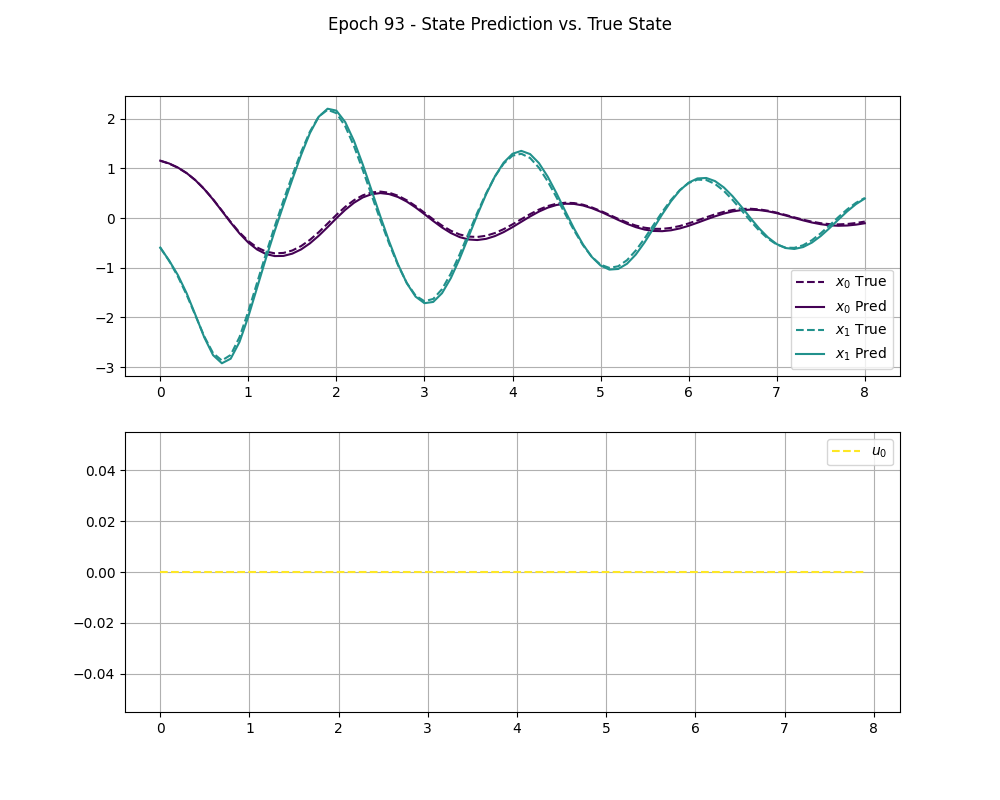 Epoch 93 - State Prediction vs. True State
2
1
0
−1
−2
−3
x₀ True
x₀ Pred
x₁ True
x₁ Pred
0 1 2 3 4 5 6 7 8
0.04
0.02
0.00
−0.02
−0.04
u₀
0 1 2 3 4 5 6 7 8